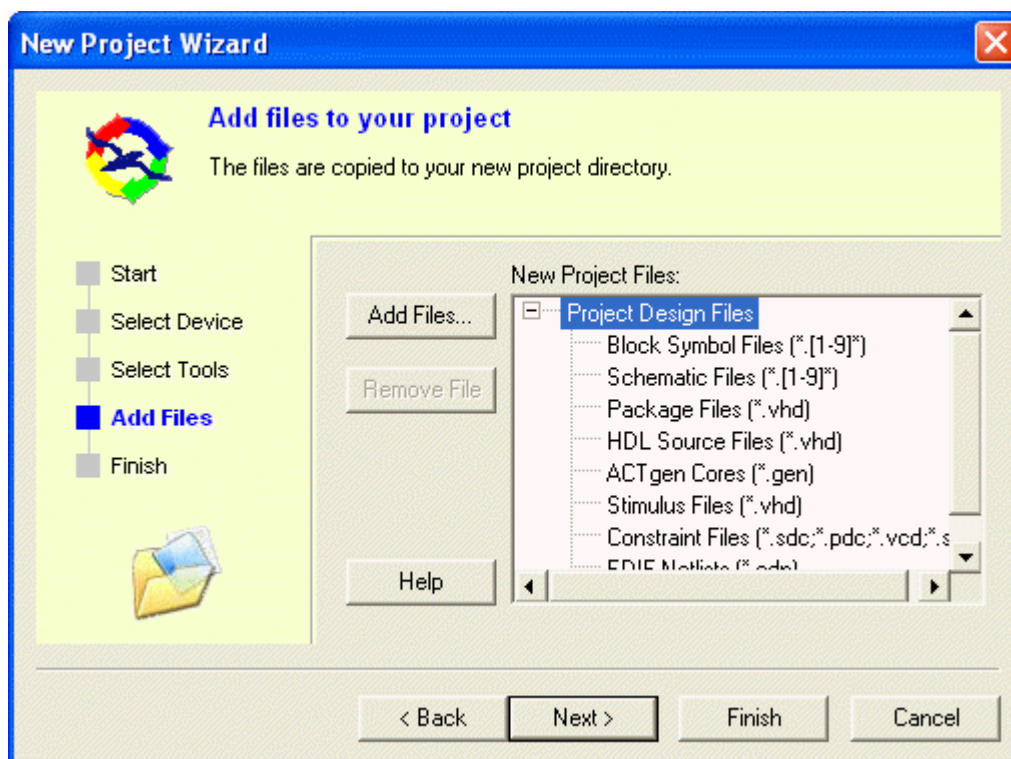 New Project Wizard
Add files to your project
The files are copied to your new project directory.
Start
Select Device
Select Tools
Add Files
Finish
Add Files...
Remove File
Help
New Project Files:
Project Design Files
Block Symbol Files (*.[1-9]*)
Schematic Files (*.[1-9]*)
Package Files (*.vhd)
HDL Source Files (*.vhd)
ACTgen Cores (*.gen)
Stimulus Files (*.vhd)
Constraint Files (*.sdc;*.pdc;*.vcd;*.s
EDIF Netlists (*.edn)
< Back
Next >
Finish
Cancel